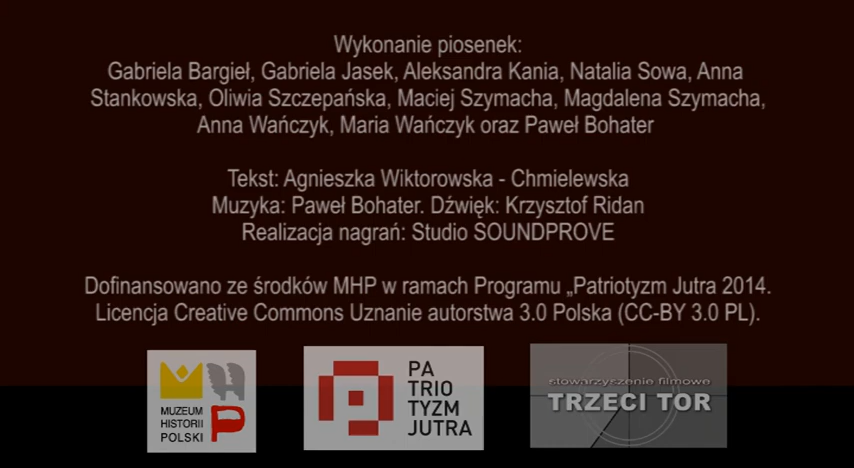 Wykonanie piosenek:
Gabriela Bargieł, Gabriela Jasek, Aleksandra Kania, Natalia Sowa, Anna
Stankowska, Oliwia Szczepańska, Maciej Szymacha, Magdalena Szymacha,
Anna Wańczyk, Maria Wańczyk oraz Paweł Bohater
Tekst: Agnieszka Wiktorowska - Chmielewska
Muzyka: Paweł Bohater. Dźwięk: Krzysztof Ridan
Realizacja nagrań: Studio SOUNDPROVE
Dofinansowano ze środków MHP w ramach Programu „Patriotyzm Jutra 2014.
Licencja Creative Commons Uznanie autorstwa 3.0 Polska (CC-BY 3.0 PL).
MUZEUM
HISTORII
POLSKI
H
P
PA
TRIO
TYZM
JUTRA
stowarzyszenie filmowe
TRZECI TOR